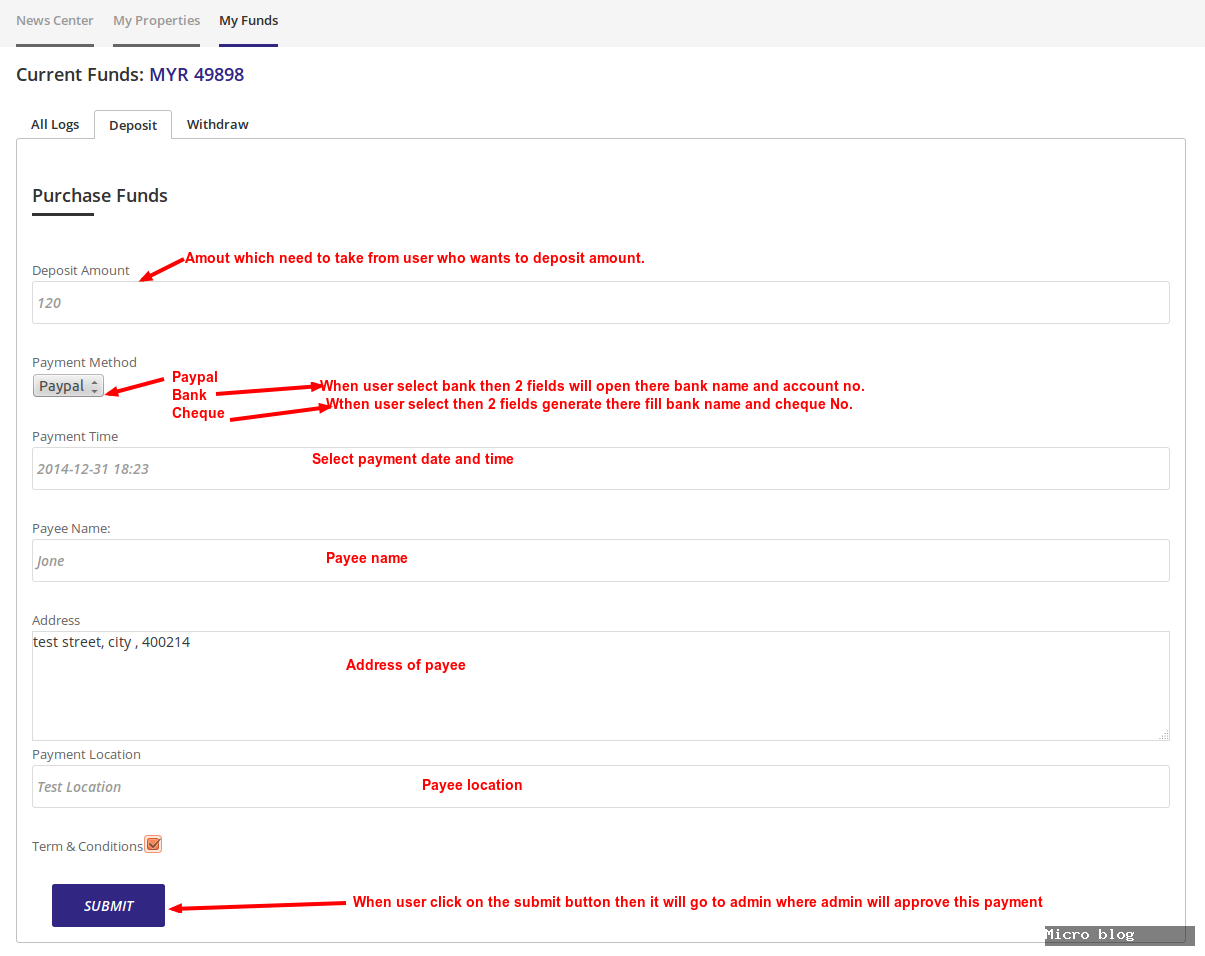 News Center My Properties My Funds
Current Funds: MYR 49898
All Logs Deposit Withdraw
Purchase Funds
Amout which need to take from user who wants to deposit amount.
Deposit Amount
120
Payment Method
Paypal
Paypal
Bank
Cheque
When user select bank then 2 fields will open there bank name and account no.
Wthen user select then 2 fields generate there fill bank name and cheque No.
Payment Time
2014-12-31 18:23
Select payment date and time
Payee Name:
Jone
Payee name
Address
test street, city , 400214
Address of payee
Payment Location
Test Location
Payee location
Term & Conditions
SUBMIT
When user click on the submit button then it will go to admin where admin will approve this payment
Micro blog